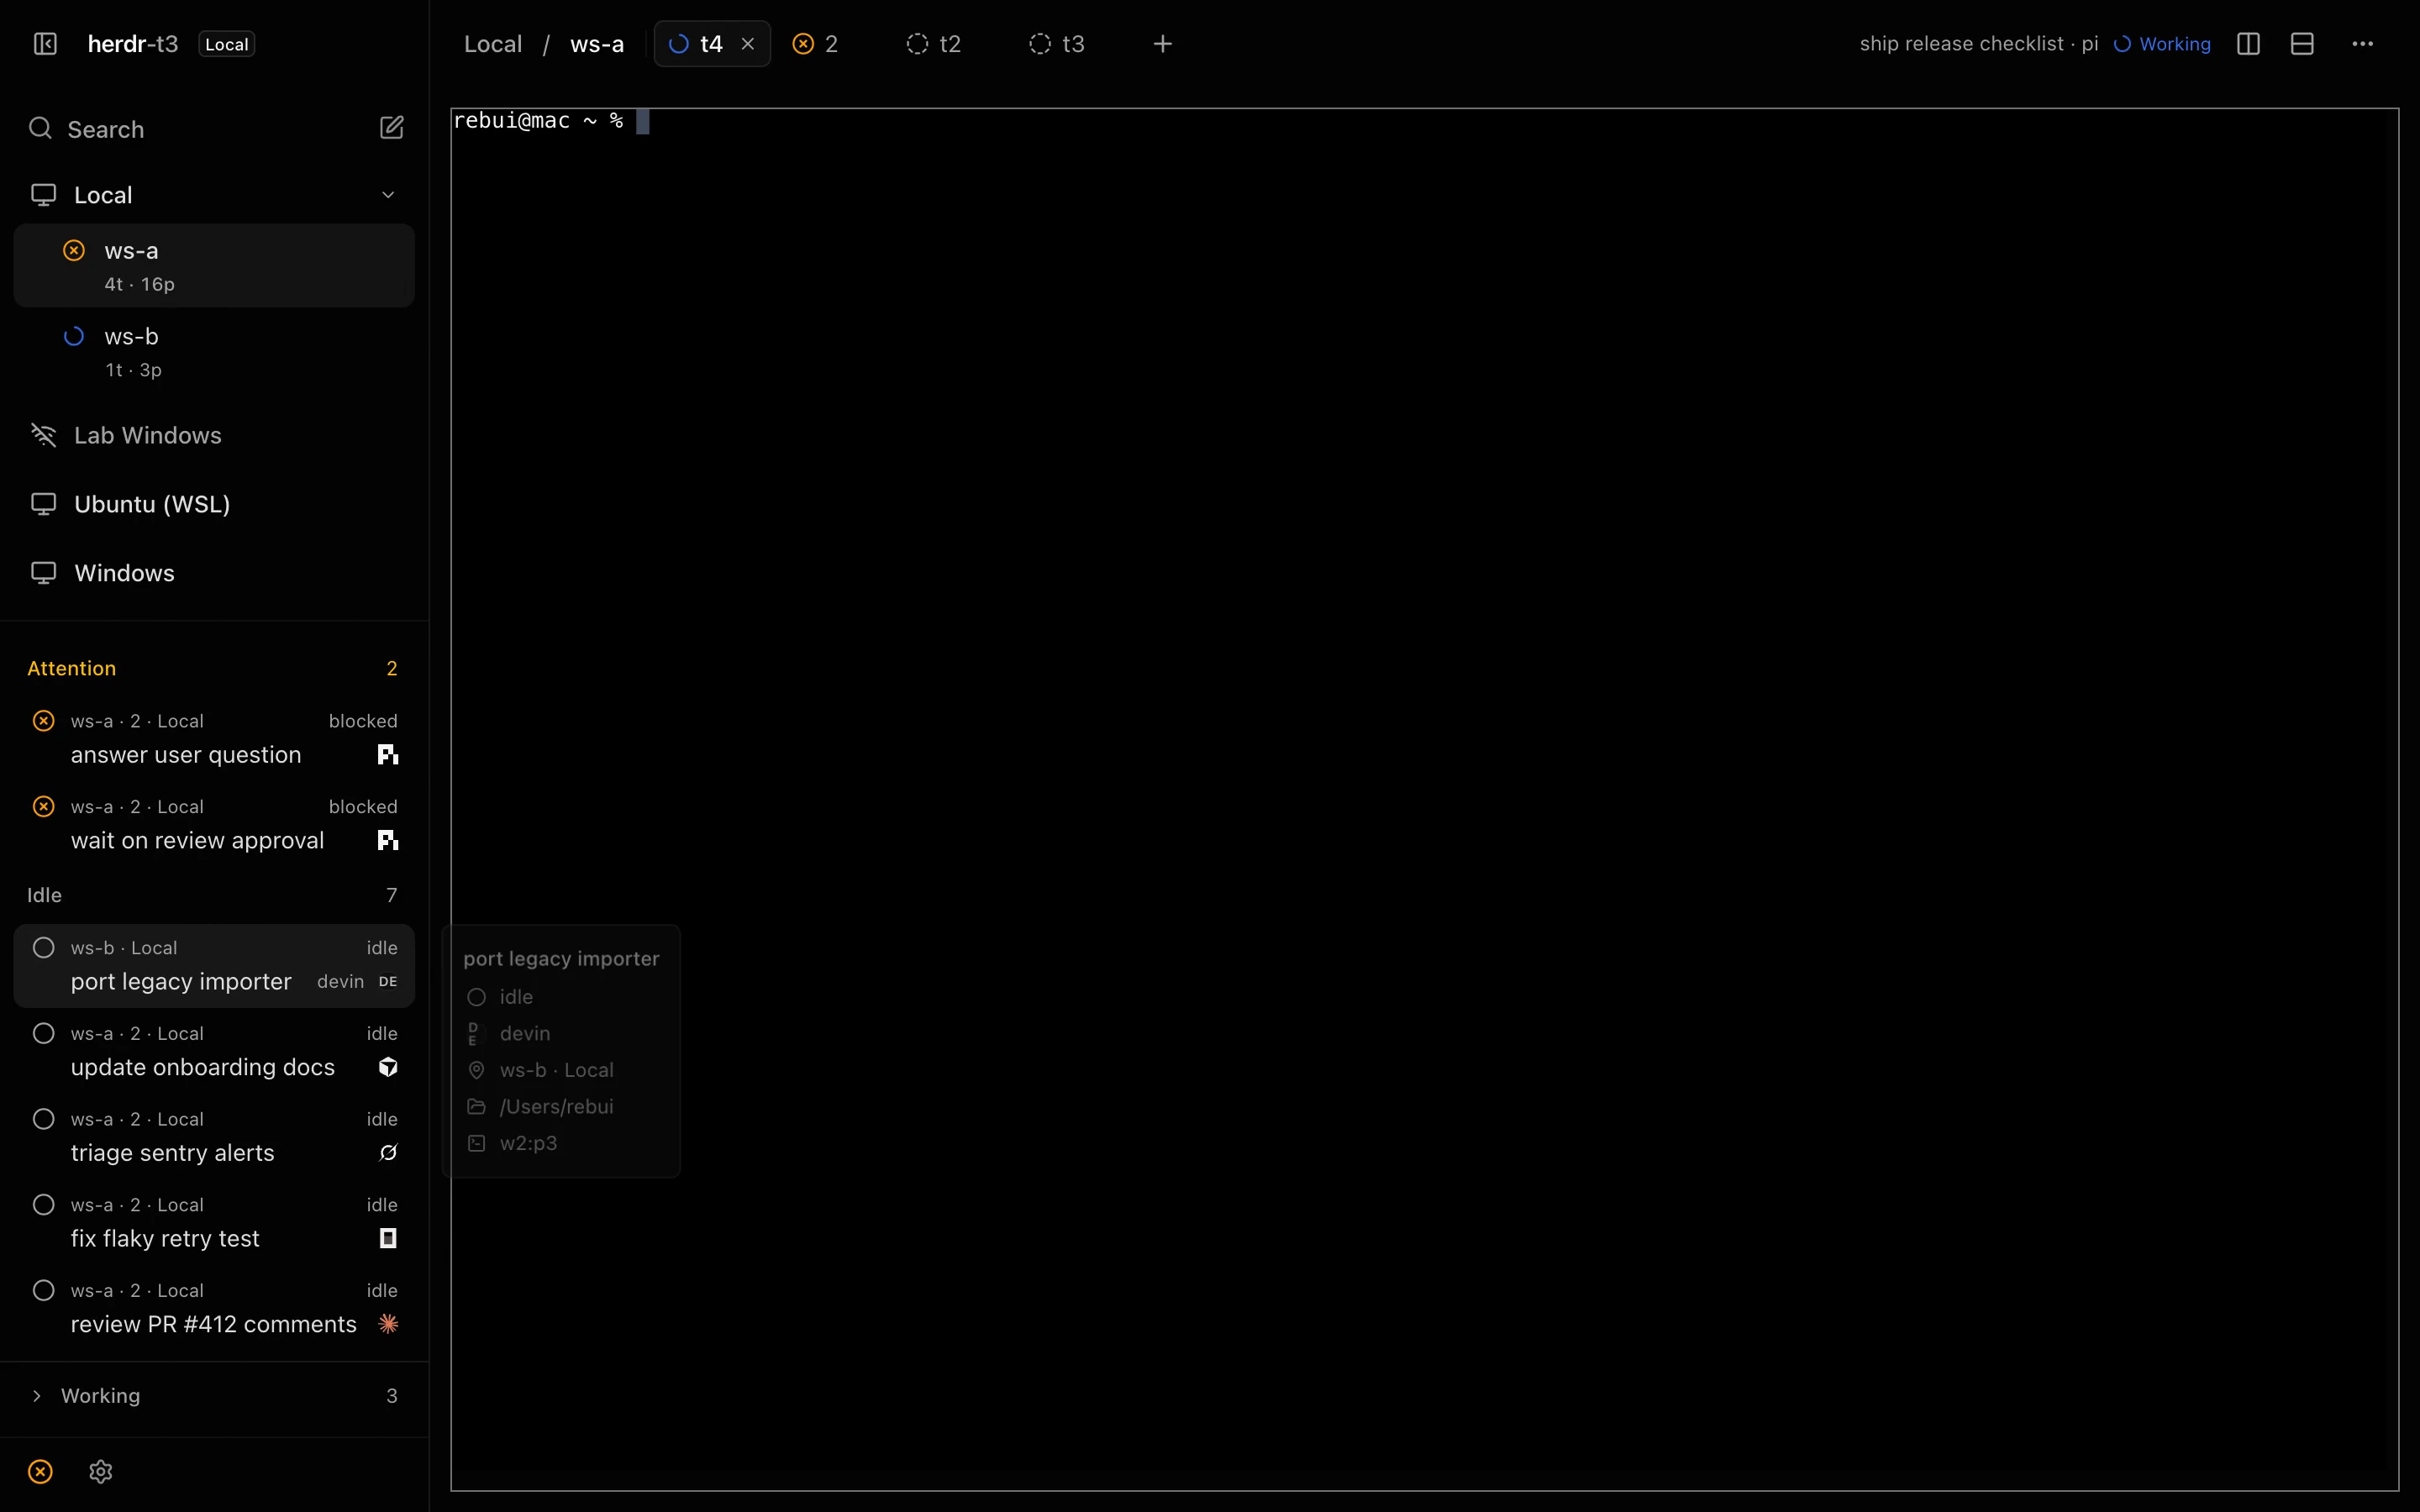 herdr-t3 Local
Search
Local
ws-a
4t · 16p
ws-b
1t · 3p
Lab Windows
Ubuntu (WSL)
Windows
Attention 2
ws-a · 2 · Local blocked
answer user question
ws-a · 2 · Local blocked
wait on review approval
Idle 7
ws-b · Local idle
port legacy importer devin DE
ws-a · 2 · Local idle
update onboarding docs
ws-a · 2 · Local idle
triage sentry alerts
ws-a · 2 · Local idle
fix flaky retry test
ws-a · 2 · Local idle
review PR #412 comments
Working 3
Local / ws-a t4 2 t2 t3
ship release checklist · pi Working
rebui@mac ~ %
port legacy importer
idle
DE devin
ws-b · Local
/Users/rebui
w2:p3